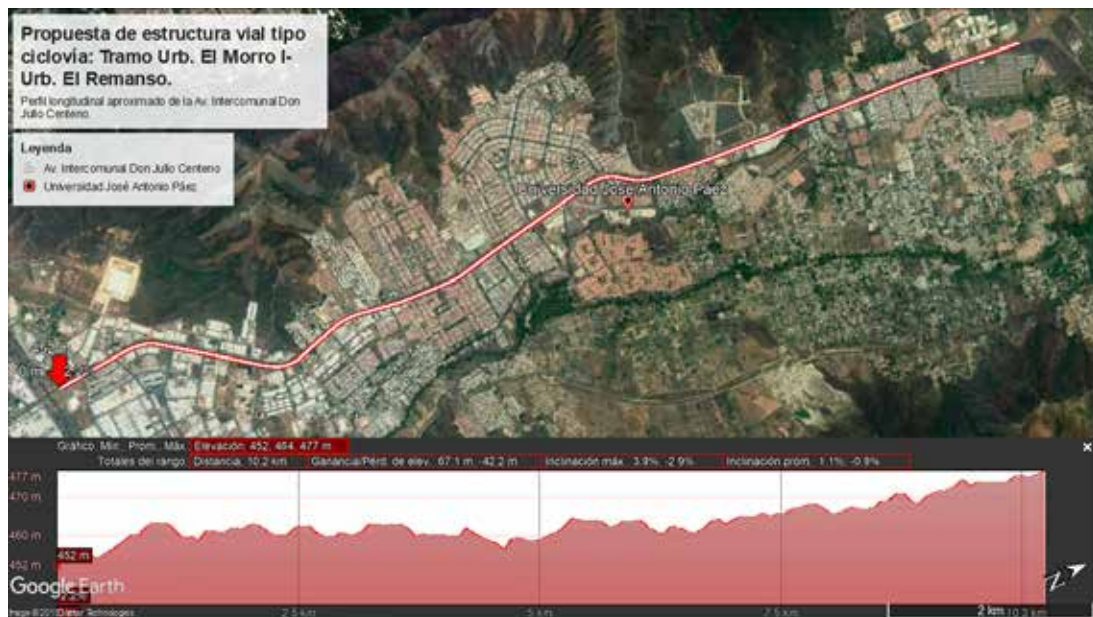 Propuesta de estructura vial tipo
ciclovía: Tramo Urb. El Morro I-
Urb. El Remanso.
Perfil longitudinal aproximado de la Av. Intercomunal Don
Julio Centeno.
Leyenda
Av. Intercomunal Don Julio Centeno
Universidad José Antonio Páez
Universidad José Antonio Páez
0 m
Gráfico: Mín., Prom., Máx. Elevación: 452, 464, 477 m
Totales del rango: Distancia: 10.2 km Ganancia/Pérd. de elev.: 67.1 m, -42.2 m Inclinación máx.: 3.9%, -2.9% Inclinación prom.: 1.1%, -0.9%
477 m
470 m
460 m
452 m
452 m
Google Earth
2.5 km
5 km
7.5 km
2 km
10.3 km